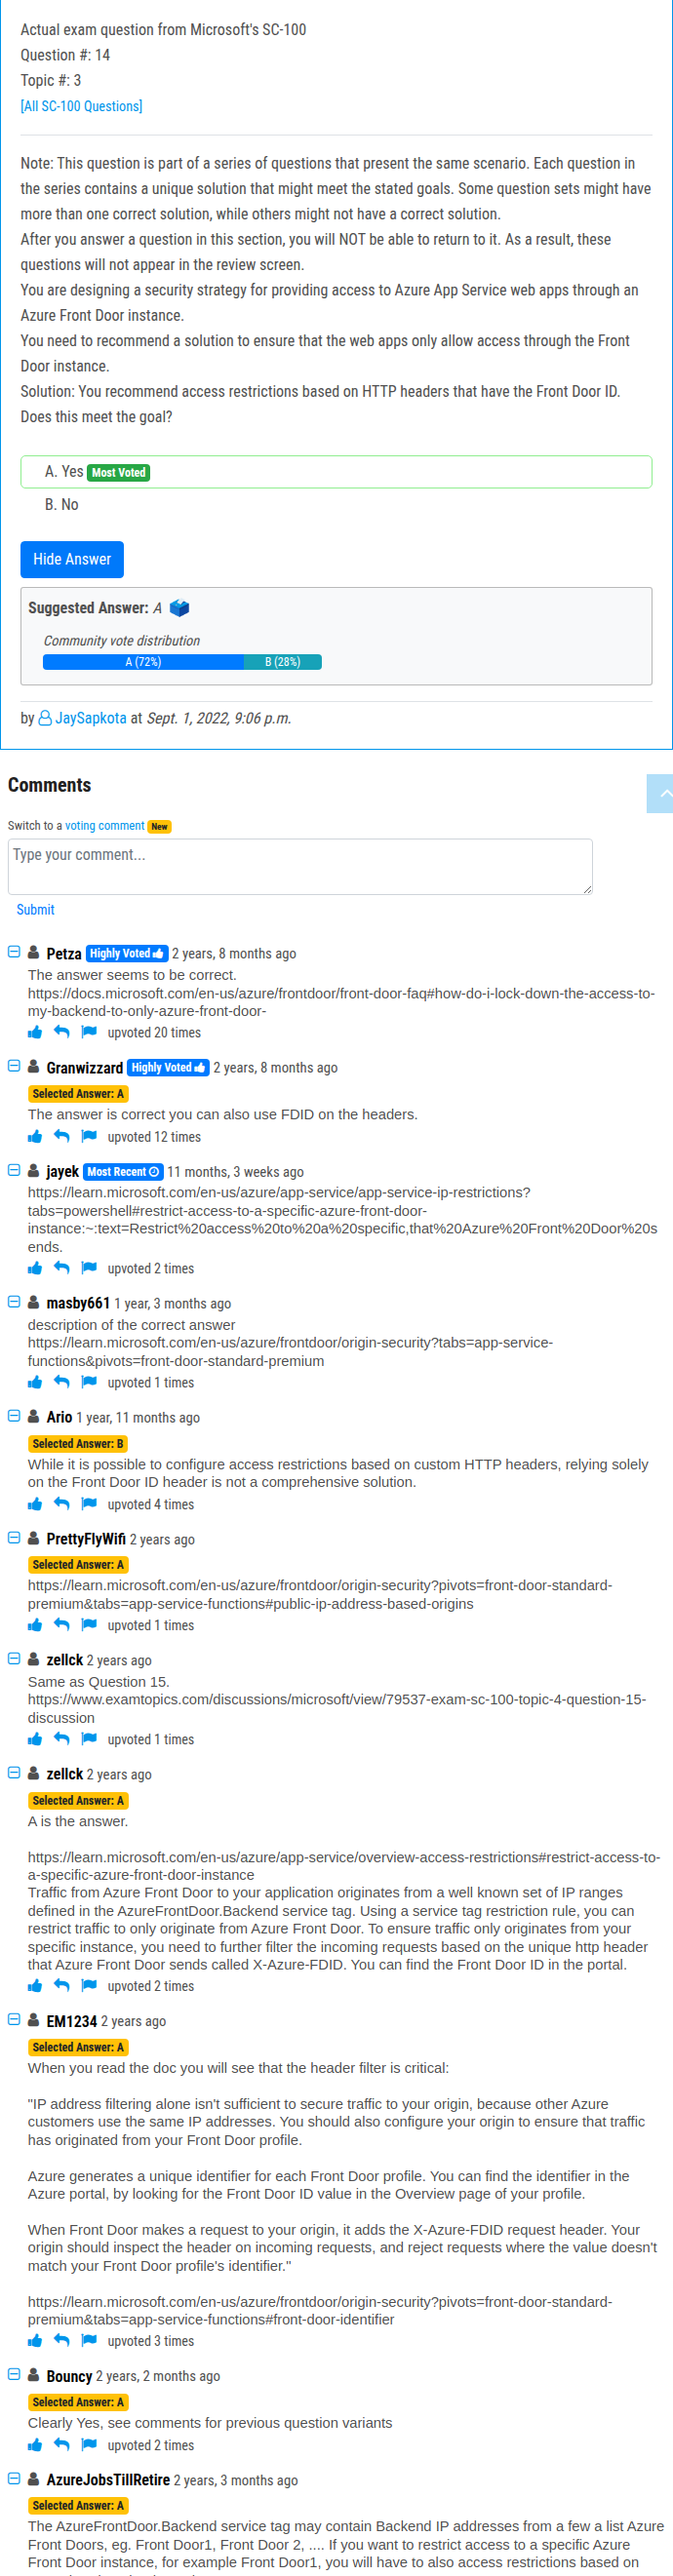 Actual exam question from Microsoft's SC-100
Question #: 14
Topic #: 3
[All SC-100 Questions]
Note: This question is part of a series of questions that present the same scenario. Each question in
the series contains a unique solution that might meet the stated goals. Some question sets might have
more than one correct solution, while others might not have a correct solution.
After you answer a question in this section, you will NOT be able to return to it. As a result, these
questions will not appear in the review screen.
You are designing a security strategy for providing access to Azure App Service web apps through an
Azure Front Door instance.
You need to recommend a solution to ensure that the web apps only allow access through the Front
Door instance.
Solution: You recommend access restrictions based on HTTP headers that have the Front Door ID.
Does this meet the goal?
A. Yes Most Voted
B. No
Hide Answer
Suggested Answer: A
Community vote distribution
A (72%) B (28%)
by JaySapkota at Sept. 1, 2022, 9:06 p.m.
Comments
Switch to a voting comment New
Type your comment...
Submit
Petza Highly Voted 2 years, 8 months ago
The answer seems to be correct.
https://docs.microsoft.com/en-us/azure/frontdoor/front-door-faq#how-do-i-lock-down-the-access-to-
my-backend-to-only-azure-front-door-
upvoted 20 times
Granwizzard Highly Voted 2 years, 8 months ago
Selected Answer: A
The answer is correct you can also use FDID on the headers.
upvoted 12 times
jayek Most Recent 11 months, 3 weeks ago
https://learn.microsoft.com/en-us/azure/app-service/app-service-ip-restrictions?
tabs=powershell#restrict-access-to-a-specific-azure-front-door-
instance:~:text=Restrict%20access%20to%20a%20specific,that%20Azure%20Front%20Door%20s
ends.
upvoted 2 times
masby661 1 year, 3 months ago
description of the correct answer
https://learn.microsoft.com/en-us/azure/frontdoor/origin-security?tabs=app-service-
functions&pivots=front-door-standard-premium
upvoted 1 times
Ario 1 year, 11 months ago
Selected Answer: B
While it is possible to configure access restrictions based on custom HTTP headers, relying solely
on the Front Door ID header is not a comprehensive solution.
upvoted 4 times
PrettyFlyWifi 2 years ago
Selected Answer: A
https://learn.microsoft.com/en-us/azure/frontdoor/origin-security?pivots=front-door-standard-
premium&tabs=app-service-functions#public-ip-address-based-origins
upvoted 1 times
zellck 2 years ago
Same as Question 15.
https://www.examtopics.com/discussions/microsoft/view/79537-exam-sc-100-topic-4-question-15-
discussion
upvoted 1 times
zellck 2 years ago
Selected Answer: A
A is the answer.
https://learn.microsoft.com/en-us/azure/app-service/overview-access-restrictions#restrict-access-to-
a-specific-azure-front-door-instance
Traffic from Azure Front Door to your application originates from a well known set of IP ranges
defined in the AzureFrontDoor.Backend service tag. Using a service tag restriction rule, you can
restrict traffic to only originate from Azure Front Door. To ensure traffic only originates from your
specific instance, you need to further filter the incoming requests based on the unique http header
that Azure Front Door sends called X-Azure-FDID. You can find the Front Door ID in the portal.
upvoted 2 times
EM1234 2 years ago
Selected Answer: A
When you read the doc you will see that the header filter is critical:
"IP address filtering alone isn't sufficient to secure traffic to your origin, because other Azure
customers use the same IP addresses. You should also configure your origin to ensure that traffic
has originated from your Front Door profile.
Azure generates a unique identifier for each Front Door profile. You can find the identifier in the
Azure portal, by looking for the Front Door ID value in the Overview page of your profile.
When Front Door makes a request to your origin, it adds the X-Azure-FDID request header. Your
origin should inspect the header on incoming requests, and reject requests where the value doesn't
match your Front Door profile's identifier."
https://learn.microsoft.com/en-us/azure/frontdoor/origin-security?pivots=front-door-standard-
premium&tabs=app-service-functions#front-door-identifier
upvoted 3 times
Bouncy 2 years, 2 months ago
Selected Answer: A
Clearly Yes, see comments for previous question variants
upvoted 2 times
AzureJobsTillRetire 2 years, 3 months ago
Selected Answer: A
The AzureFrontDoor.Backend service tag may contain Backend IP addresses from a few a list Azure
Front Doors, eg. Front Door1, Front Door 2, .... If you want to restrict access to a specific Azure
Front Door instance, for example Front Door1, you will have to also access restrictions based on